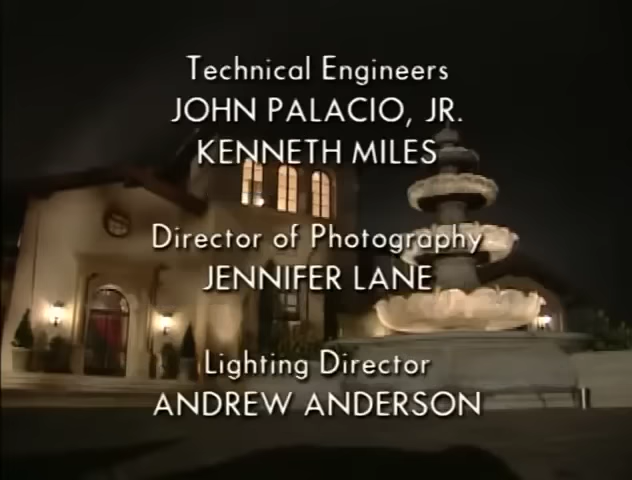 Technical Engineers
JOHN PALACIO, JR.
KENNETH MILES
Director of Photography
JENNIFER LANE
Lighting Director
ANDREW ANDERSON